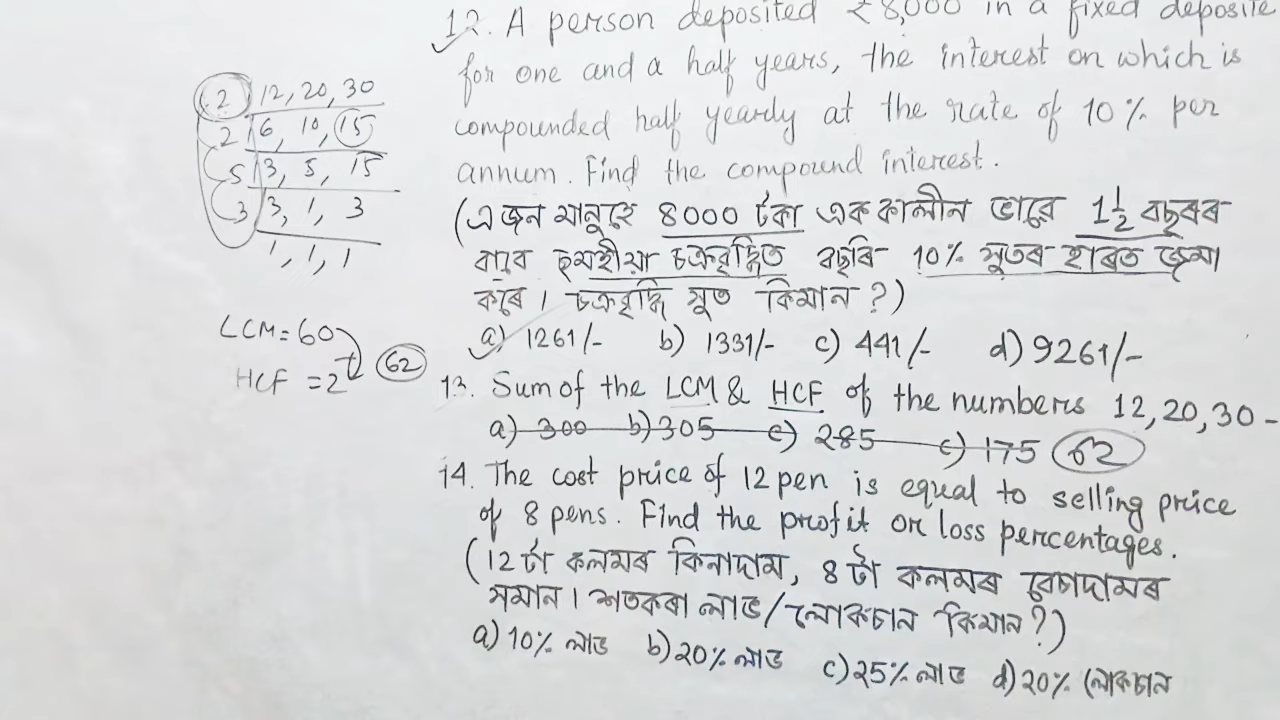 12. A person deposited ₹8,000 in a fixed deposite
for one and a half years, the interest on which is
compounded half yearly at the rate of 10% per
annum. Find the compound interest.
(এজন মানুহে 8000 টকা এককালীন ভাৱে 1½ বছৰৰ
বাবে ছমহীয়া চক্ৰবৃদ্ধিত বছৰি 10% সুতৰ হাৰত জমা
কৰে। চক্ৰবৃদ্ধি সুত কিমান?)
a) 1261/- b) 1331/- c) 441/- d) 9261/-
13. Sum of the LCM & HCF of the numbers 12, 20, 30 -
a) 300 b) 305 c) 285 c) 175 62
14. The cost price of 12 pen is equal to selling price
of 8 pens. Find the profit or loss percentages.
(12 টা কলমৰ কিনাদাম, 8 টা কলমৰ বেচাদামৰ
সমান। শতকৰা লাভ/লোকচান কিমান?)
a) 10% লাভ b) 20% লাভ c) 25% লাভ d) 20% লোকচান
2 12, 20, 30
2 6, 10, 15
5 3, 5, 15
3 3, 1, 3
1, 1, 1
LCM = 60
HCF = 2
62